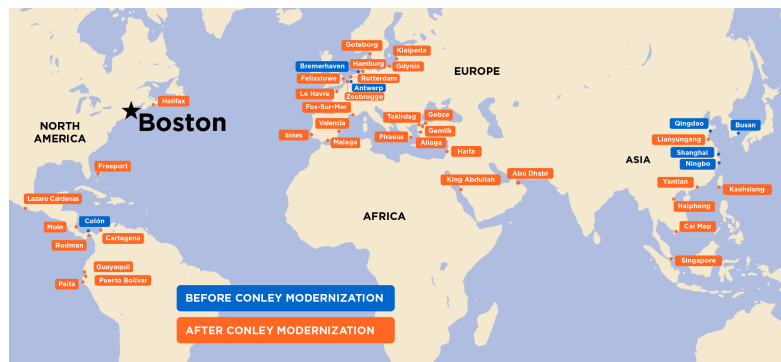 Goteborg
Klaipeda
Bremerhaven
Hamburg
Gdynia
EUROPE
Felixstowe
Rotterdam
Antwerp
Le Havre
Zeebrugge
Halifax
Fos-Sur-Mer
Boston
Valencia
Tekirdag
Gebze
NORTH
AMERICA
Sines
Gemlik
Malaga
Piraeus
Aliaga
Haifa
Qingdao
Busan
Lianyungang
Shanghai
ASIA
Ningbo
Freeport
King Abdullah
Abu Dhabi
Yantian
Kaohsiung
Lazaro Cardenas
Haiphong
Colón
AFRICA
Moin
Cartagena
Cai Mep
Rodman
Singapore
Guayaquil
Paita
Puerto Bolivar
BEFORE CONLEY MODERNIZATION
AFTER CONLEY MODERNIZATION